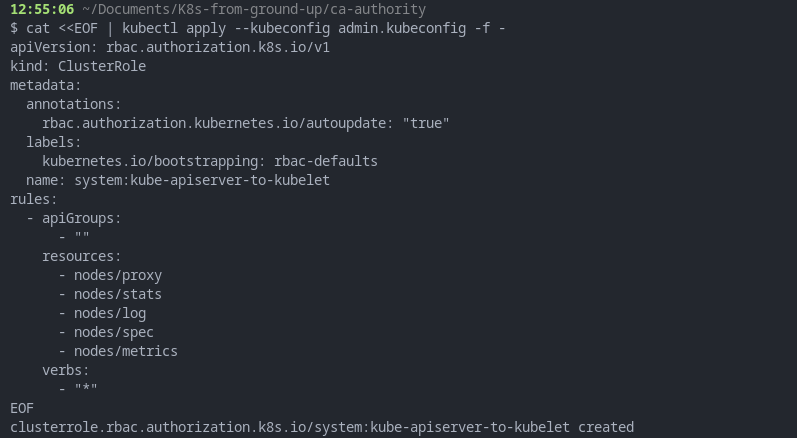 12:55:06 ~/Documents/K8s-from-ground-up/ca-authority
$ cat <<EOF | kubectl apply --kubeconfig admin.kubeconfig -f -
apiVersion: rbac.authorization.k8s.io/v1
kind: ClusterRole
metadata:
  annotations:
    rbac.authorization.kubernetes.io/autoupdate: "true"
  labels:
    kubernetes.io/bootstrapping: rbac-defaults
  name: system:kube-apiserver-to-kubelet
rules:
  - apiGroups:
      - ""
    resources:
      - nodes/proxy
      - nodes/stats
      - nodes/log
      - nodes/spec
      - nodes/metrics
    verbs:
      - "*"
EOF
clusterrole.rbac.authorization.k8s.io/system:kube-apiserver-to-kubelet created